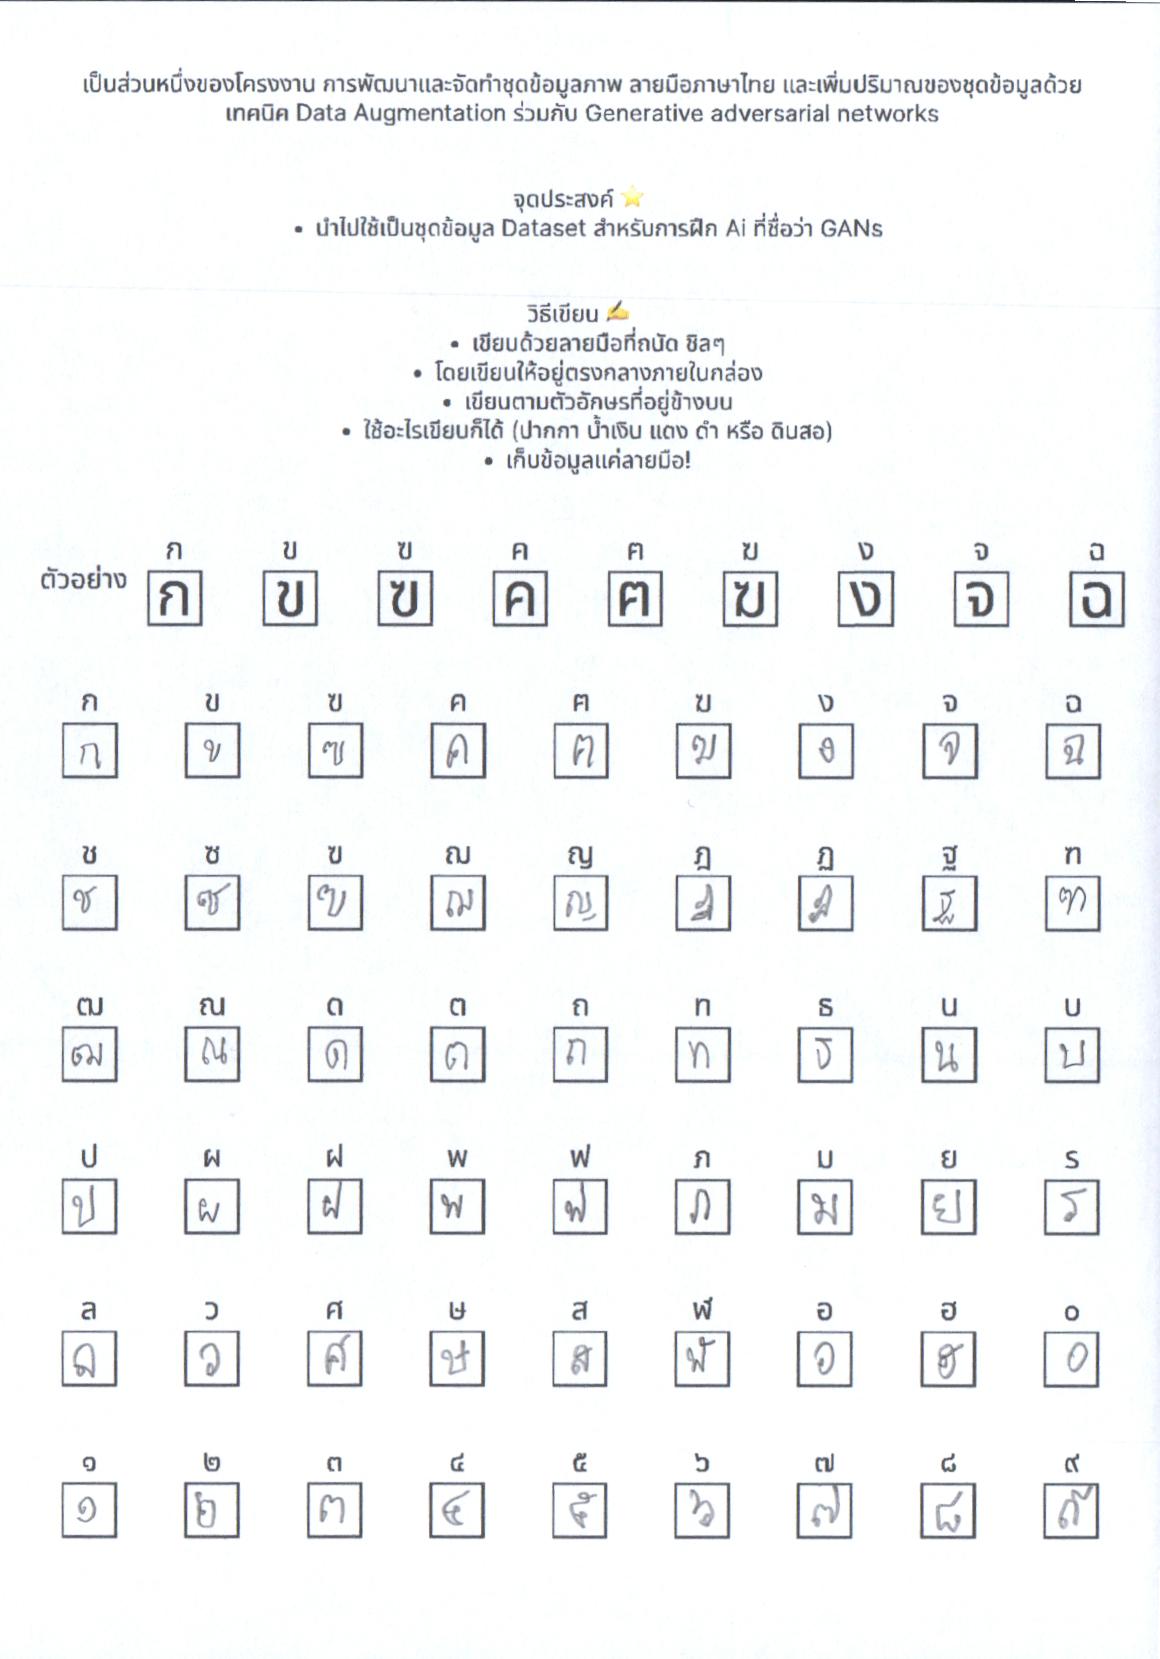 เป็นส่วนหนึ่งของโครงงาน การพัฒนาและจัดทำชุดข้อมูลภาพ ลายมือภาษาไทย และเพิ่มปริมาณของชุดข้อมูลด้วย
เทคนิค Data Augmentation ร่วมกับ Generative adversarial networks
จุดประสงค์ ⭐
• นำไปใช้เป็นชุดข้อมูล Dataset สำหรับการฝึก Ai ที่ชื่อว่า GANs
วิธีเขียน ✍
• เขียนด้วยลายมือที่ถนัด ชิลๆ
• โดยเขียนให้อยู่ตรงกลางภายในกล่อง
• เขียนตามตัวอักษรที่อยู่ข้างบน
• ใช้อะไรเขียนก็ได้ (ปากกา น้ำเงิน แดง ดำ หรือ ดินสอ)
• เก็บข้อมูลแค่ลายมือ!
ก ข ฃ ค ฅ ฆ ง จ ฉ
ตัวอย่าง ก ข ฃ ค ฅ ฆ ง จ ฉ
ก ข ฃ ค ฅ ฆ ง จ ฉ
ก ข ฃ ค ฅ ฆ ง จ ฉ
ช ซ ฃ ฌ ญ ฎ ฏ ฐ ฑ
ช ซ ฃ ฌ ญ ฎ ฏ ฐ ฑ
ฒ ณ ด ต ถ ท ธ น บ
ฒ ณ ด ต ถ ท ธ น บ
ป ผ ฝ พ ฟ ภ ม ย ร
ป ผ ฝ พ ฟ ภ ม ย ร
ล ว ศ ษ ส ฬ อ ฮ ๐
ล ว ศ ษ ส ฬ อ ฮ ๐
๑ ๒ ๓ ๔ ๕ ๖ ๗ ๘ ๙
๑ ๒ ๓ ๔ ๕ ๖ ๗ ๘ ๙